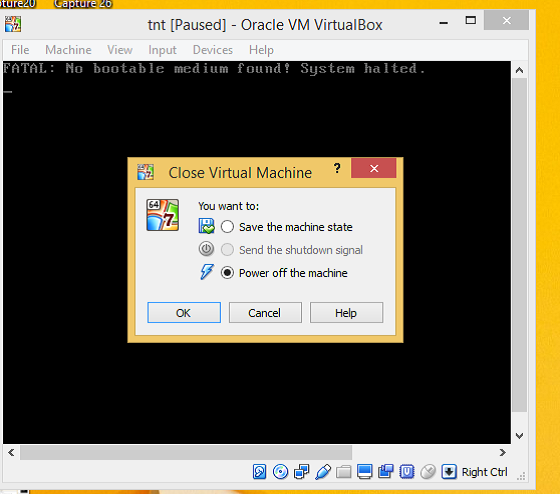 pture20 Capture 26
tnt [Paused] - Oracle VM VirtualBox
File Machine View Input Devices Help
FATAL: No bootable medium found! System halted.
Close Virtual Machine
64
7
You want to:
Save the machine state
Send the shutdown signal
Power off the machine
OK Cancel Help
Right Ctrl